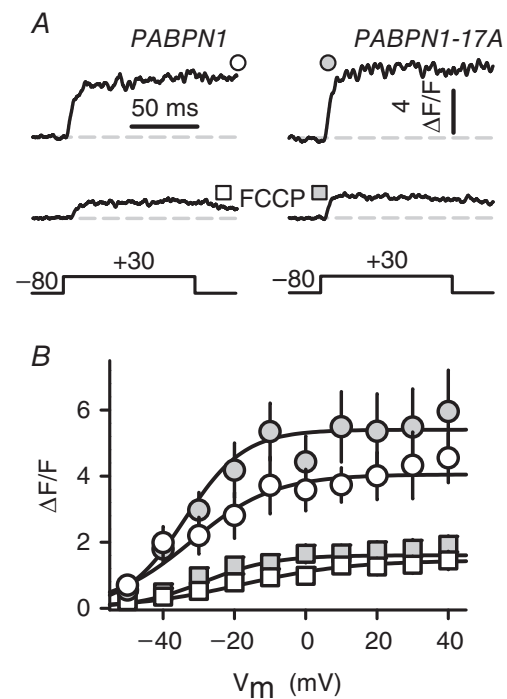 A
PABPN1
PABPN1-17A
50 ms
4
ΔF/F
FCCP
+30
−80
+30
−80
B
ΔF/F
6
4
2
0
−40 −20 0 20 40
Vm (mV)